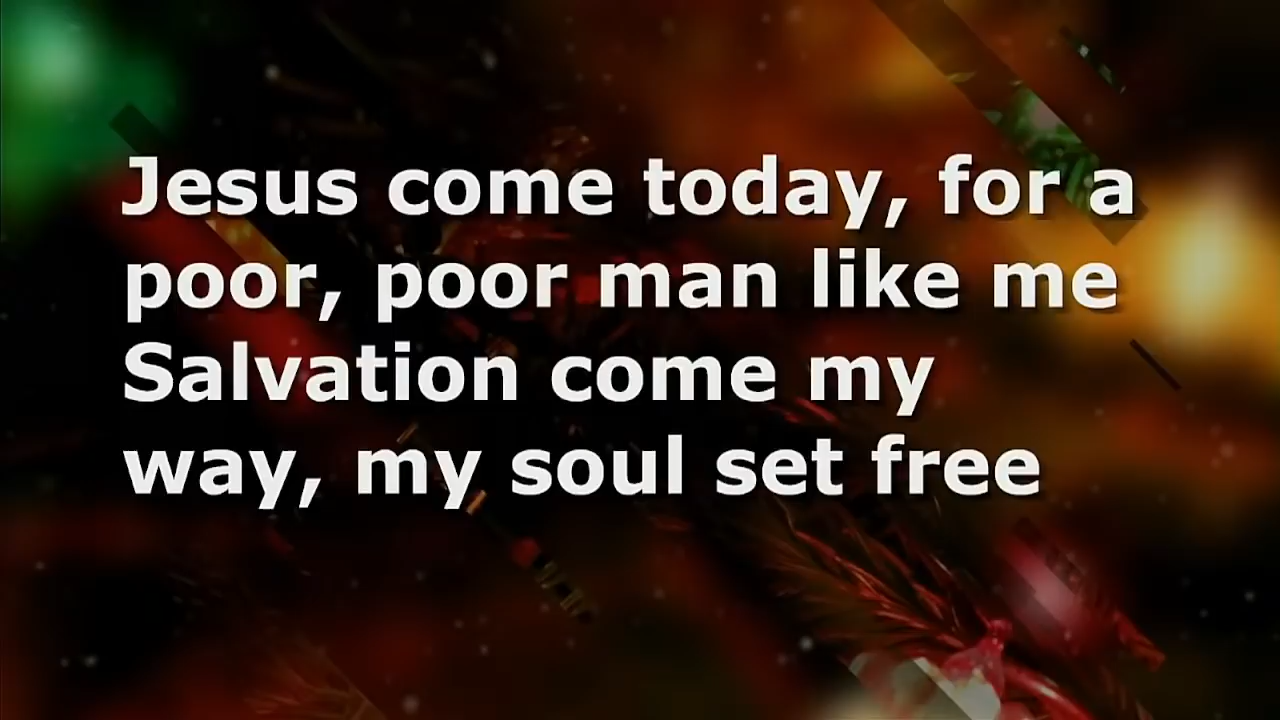 Jesus come today, for a
poor, poor man like me
Salvation come my
way, my soul set free